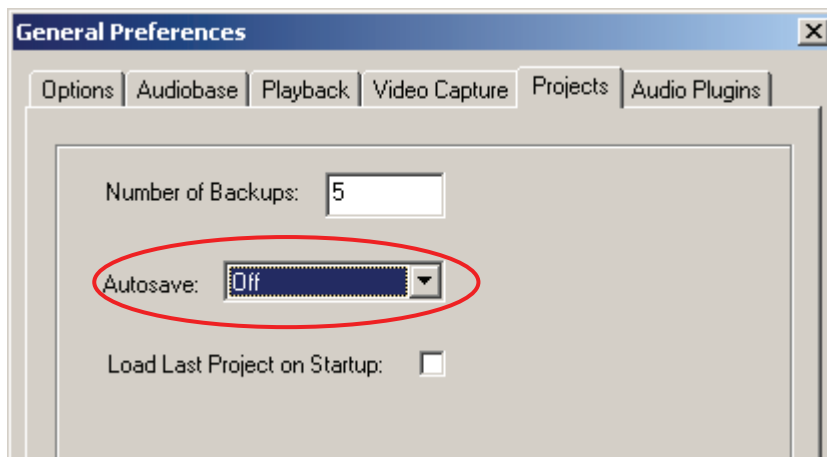 General Preferences
Options Audiobase Playback Video Capture Projects Audio Plugins
Number of Backups: 5
Autosave: Off
Load Last Project on Startup: